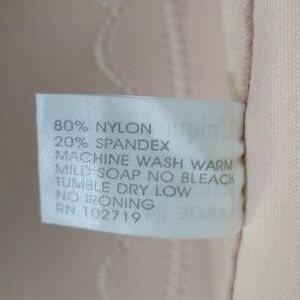 80% NYLON
20% SPANDEX
MACHINE WASH WARM
MILD SOAP NO BLEACH
TUMBLE DRY LOW
NO IRONING
RN 102719